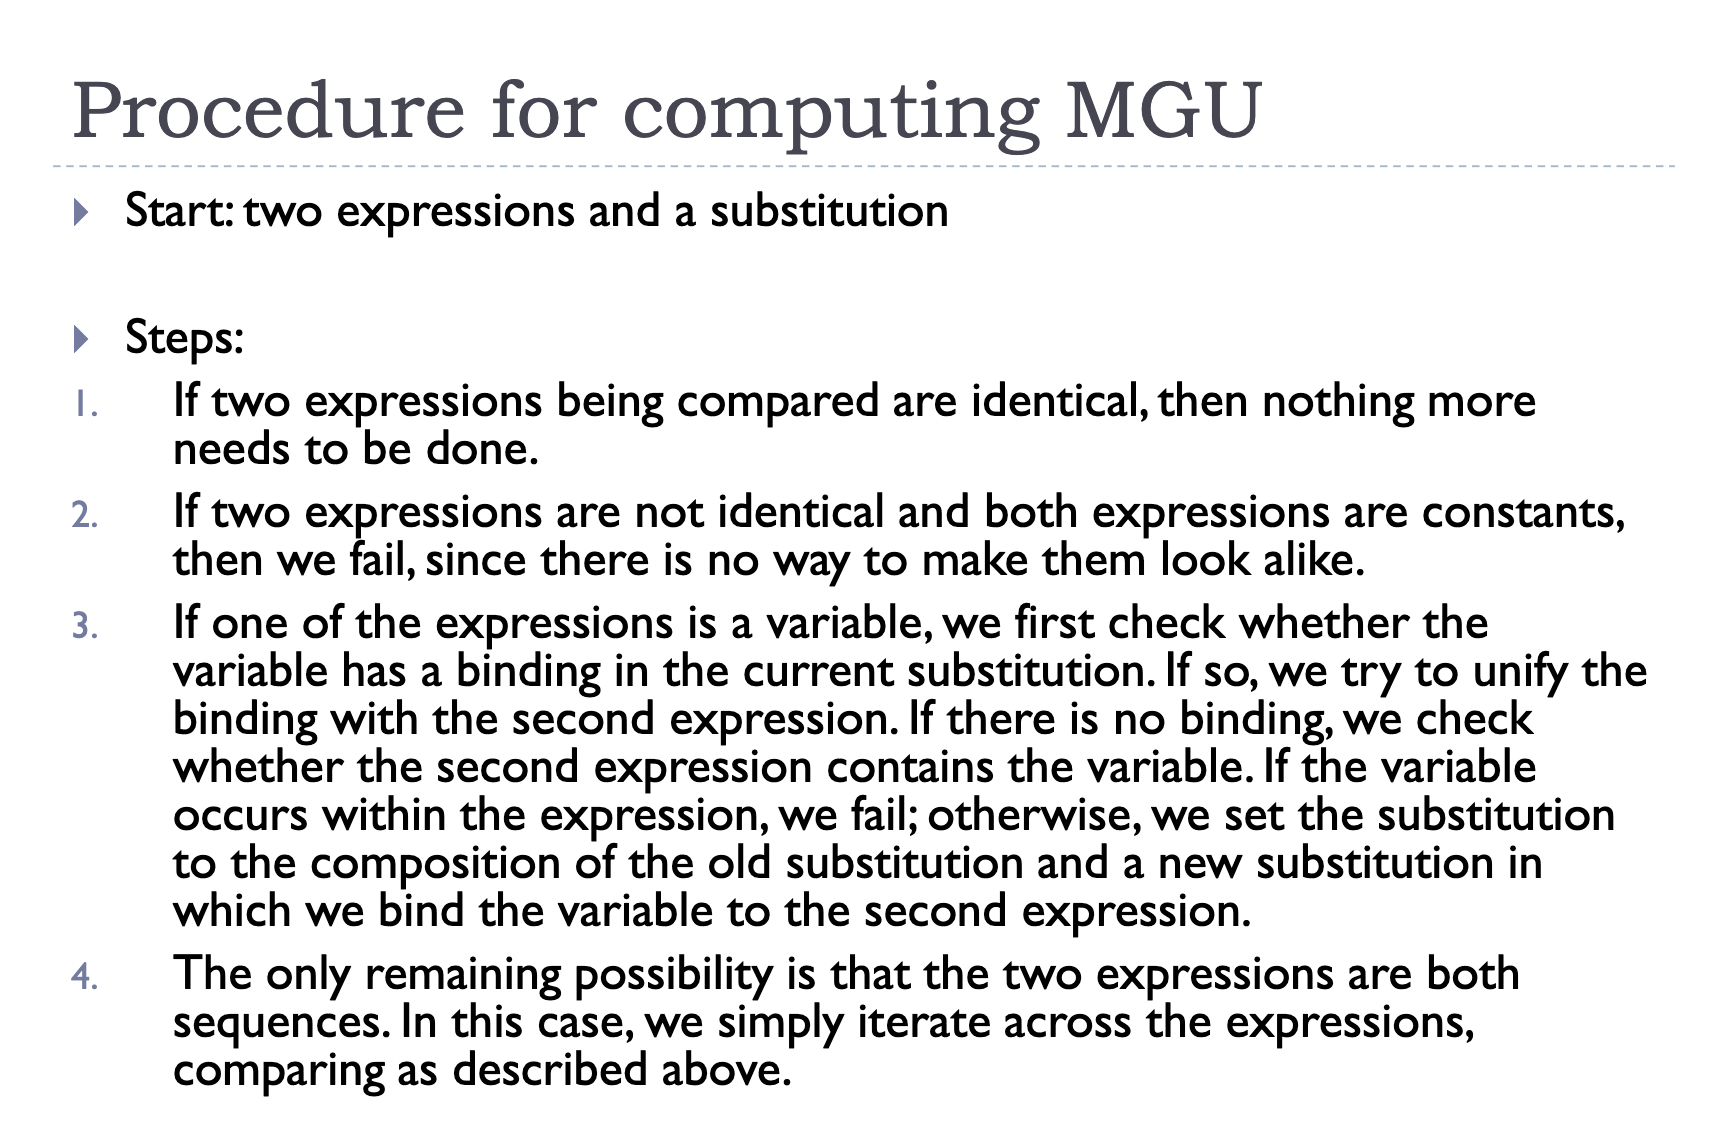 Procedure for computing MGU
Start: two expressions and a substitution
Steps:
1. If two expressions being compared are identical, then nothing more
needs to be done.
2. If two expressions are not identical and both expressions are constants,
then we fail, since there is no way to make them look alike.
3. If one of the expressions is a variable, we first check whether the
variable has a binding in the current substitution. If so, we try to unify the
binding with the second expression. If there is no binding, we check
whether the second expression contains the variable. If the variable
occurs within the expression, we fail; otherwise, we set the substitution
to the composition of the old substitution and a new substitution in
which we bind the variable to the second expression.
4. The only remaining possibility is that the two expressions are both
sequences. In this case, we simply iterate across the expressions,
comparing as described above.